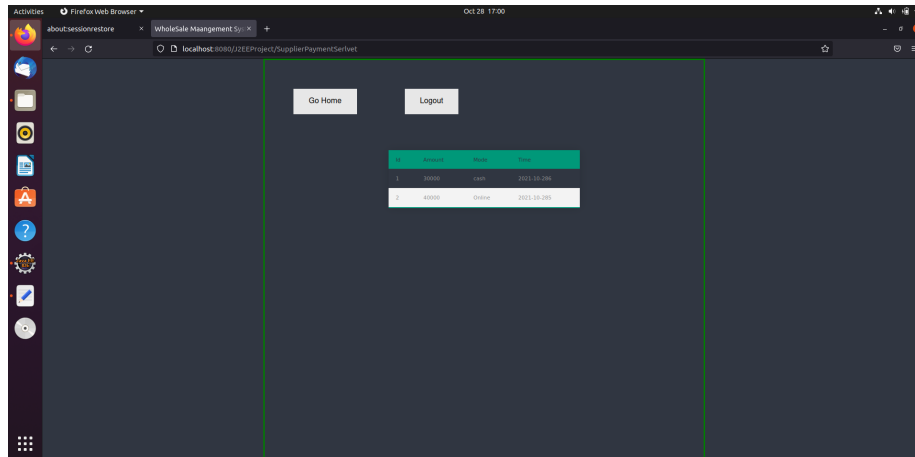 Activities Firefox Web Browser Oct 28 17:00
about:sessionrestore × WholeSale Maangement Sy × +
localhost:8080/J2EEProject/SupplierPaymentSerlvet
Go Home Logout
Id Amount Mode Time
1 30000 cash 2021-10-286
2 40000 Online 2021-10-285